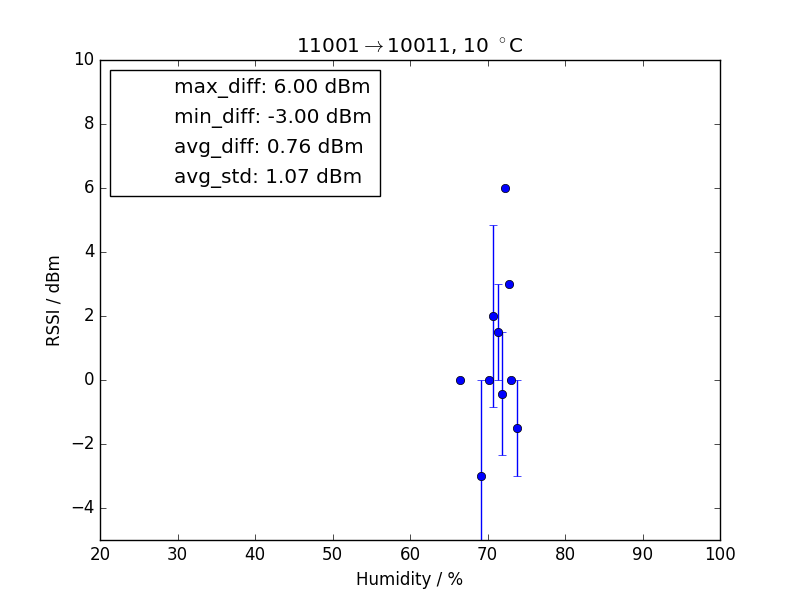 11001→10011, 10 °C
max_diff: 6.00 dBm
min_diff: -3.00 dBm
avg_diff: 0.76 dBm
avg_std: 1.07 dBm
10
8
6
4
2
0
−2
−4
RSSI / dBm
20 30 40 50 60 70 80 90 100
Humidity / %